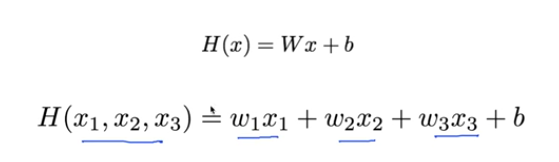 H(x) = Wx + b
H(x₁, x₂, x₃) = w₁x₁ + w₂x₂ + w₃x₃ + b